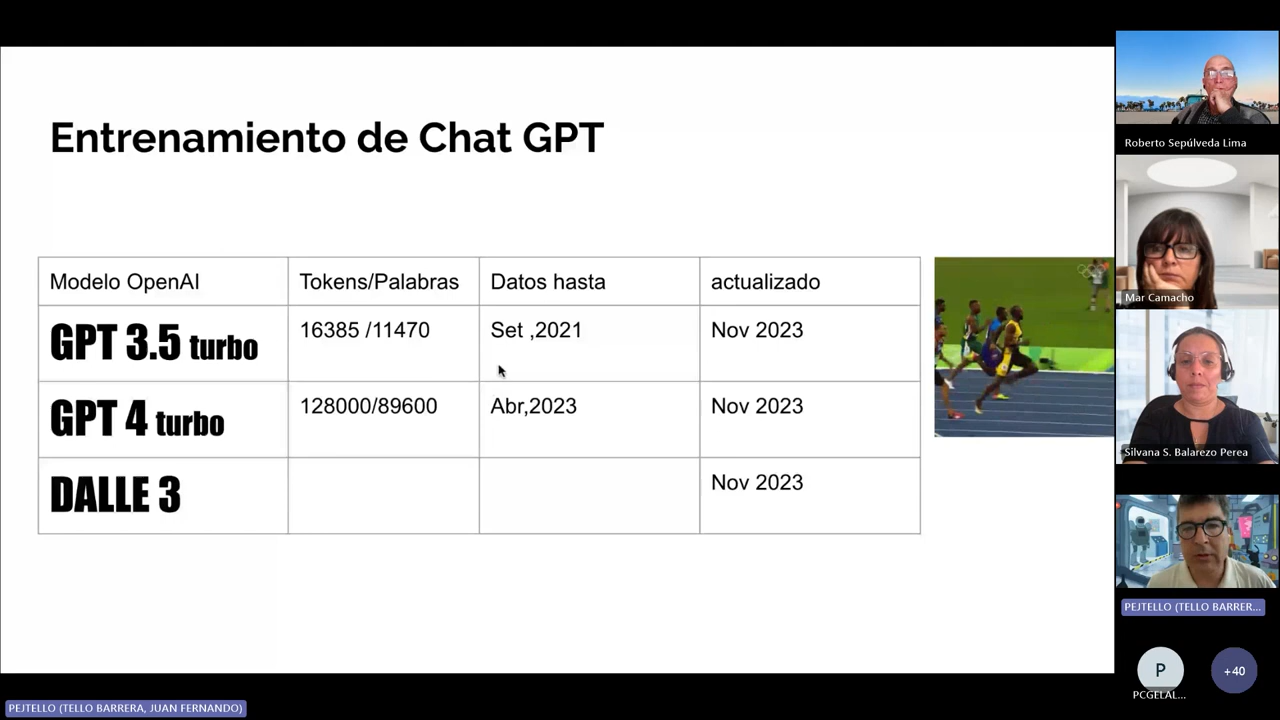 Entrenamiento de Chat GPT
Modelo OpenAI
Tokens/Palabras
Datos hasta
actualizado
GPT 3.5 turbo
16385 /11470
Set ,2021
Nov 2023
GPT 4 turbo
128000/89600
Abr,2023
Nov 2023
DALLE 3
Nov 2023
Roberto Sepúlveda Lima
Mar Camacho
Silvana S. Balarezo Perea
PEJTELLO (TELLO BARRER...
P
+40
PCGELAL...
PEJTELLO (TELLO BARRERA, JUAN FERNANDO)